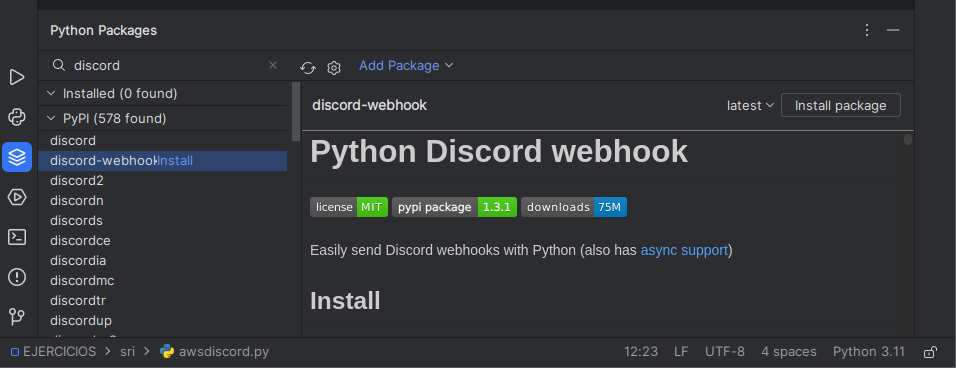 Python Packages
discord
Add Package
Installed (0 found)
PyPI (578 found)
discord
discord-webhook Install
discord2
discordn
discords
discordce
discordia
discordmc
discordtr
discordup
discord-webhook
latest
Install package
Python Discord webhook
license MIT pypi package 1.3.1 downloads 75M
Easily send Discord webhooks with Python (also has async support)
Install
EJERCICIOS > sri > awsdiscord.py
12:23 LF UTF-8 4 spaces Python 3.11